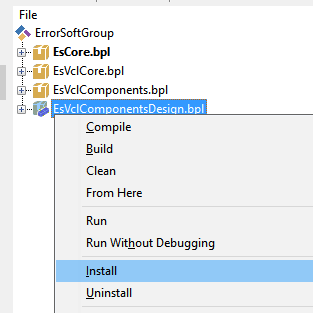 File
ErrorSoftGroup
EsCore.bpl
EsVclCore.bpl
EsVclComponents.bpl
EsVclComponentsDesign.bpl
Compile
Build
Clean
From Here
Run
Run Without Debugging
Install
Uninstall